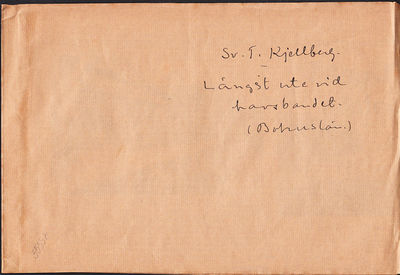 Sv. T. Kjellberg.
Längst ute vid
havsbandet.
(Bohuslän.)